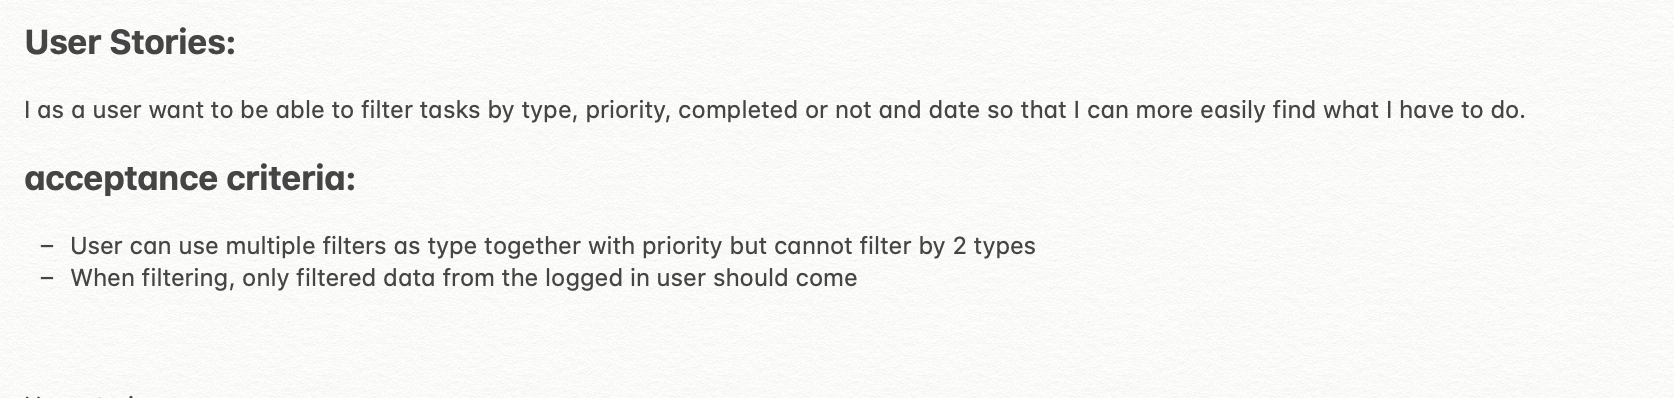 User Stories:
I as a user want to be able to filter tasks by type, priority, completed or not and date so that I can more easily find what I have to do.
acceptance criteria:
– User can use multiple filters as type together with priority but cannot filter by 2 types
– When filtering, only filtered data from the logged in user should come